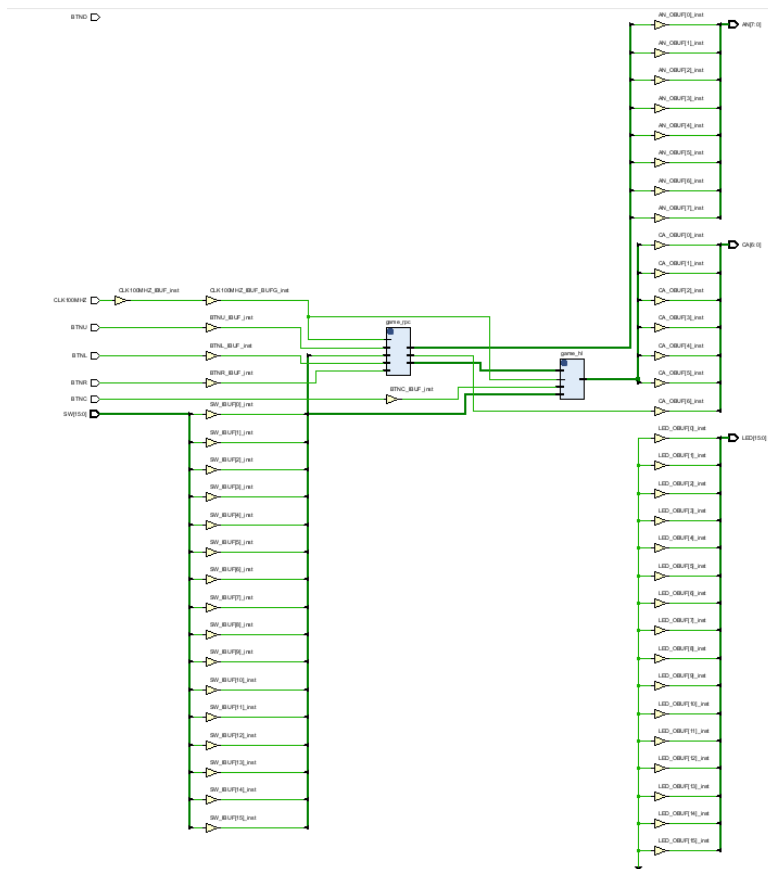 BTND
CLK100MHZ
CLK100MHZ_IBUF_inst
CLK100MHZ_IBUF_BUFG_inst
BTNU
BTNU_IBUF_inst
BTNL
BTNL_IBUF_inst
BTNR
BTNR_IBUF_inst
BTNC
BTNC_IBUF_inst
SW[15:0]
SW_IBUF[0]_inst
SW_IBUF[1]_inst
SW_IBUF[2]_inst
SW_IBUF[3]_inst
SW_IBUF[4]_inst
SW_IBUF[5]_inst
SW_IBUF[6]_inst
SW_IBUF[7]_inst
SW_IBUF[8]_inst
SW_IBUF[9]_inst
SW_IBUF[10]_inst
SW_IBUF[11]_inst
SW_IBUF[12]_inst
SW_IBUF[13]_inst
SW_IBUF[14]_inst
SW_IBUF[15]_inst
game_rpc
game_hl
AN_OBUF[0]_inst
AN[7:0]
AN_OBUF[1]_inst
AN_OBUF[2]_inst
AN_OBUF[3]_inst
AN_OBUF[4]_inst
AN_OBUF[5]_inst
AN_OBUF[6]_inst
AN_OBUF[7]_inst
CA_OBUF[0]_inst
CA[6:0]
CA_OBUF[1]_inst
CA_OBUF[2]_inst
CA_OBUF[3]_inst
CA_OBUF[4]_inst
CA_OBUF[5]_inst
CA_OBUF[6]_inst
LED_OBUF[0]_inst
LED[15:0]
LED_OBUF[1]_inst
LED_OBUF[2]_inst
LED_OBUF[3]_inst
LED_OBUF[4]_inst
LED_OBUF[5]_inst
LED_OBUF[6]_inst
LED_OBUF[7]_inst
LED_OBUF[8]_inst
LED_OBUF[9]_inst
LED_OBUF[10]_inst
LED_OBUF[11]_inst
LED_OBUF[12]_inst
LED_OBUF[13]_inst
LED_OBUF[14]_inst
LED_OBUF[15]_inst